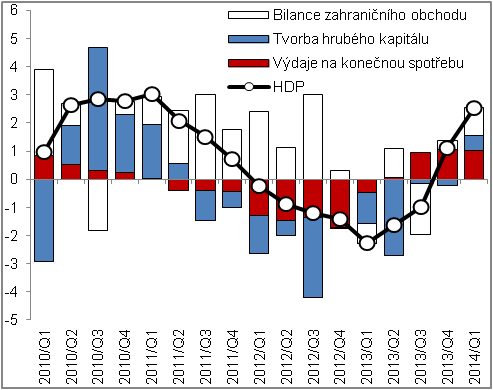 Bilance zahraničního obchodu
Tvorba hrubého kapitálu
Výdaje na konečnou spotřebu
HDP
6
5
4
3
2
1
0
-1
-2
-3
-4
-5
2010/Q1
2010/Q2
2010/Q3
2010/Q4
2011/Q1
2011/Q2
2011/Q3
2011/Q4
2012/Q1
2012/Q2
2012/Q3
2012/Q4
2013/Q1
2013/Q2
2013/Q3
2013/Q4
2014/Q1